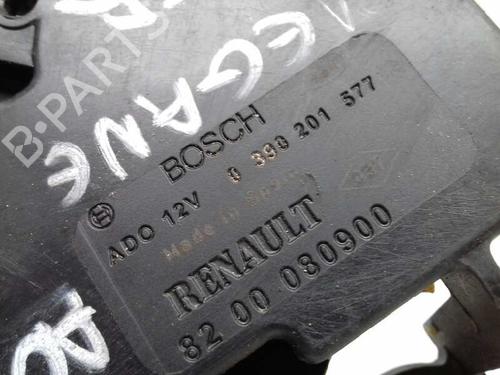 B-PARTS
MEGANE
BOSCH
ADO 12V 0 390 201 577
Made in Spain
RENAULT
82 00 080900